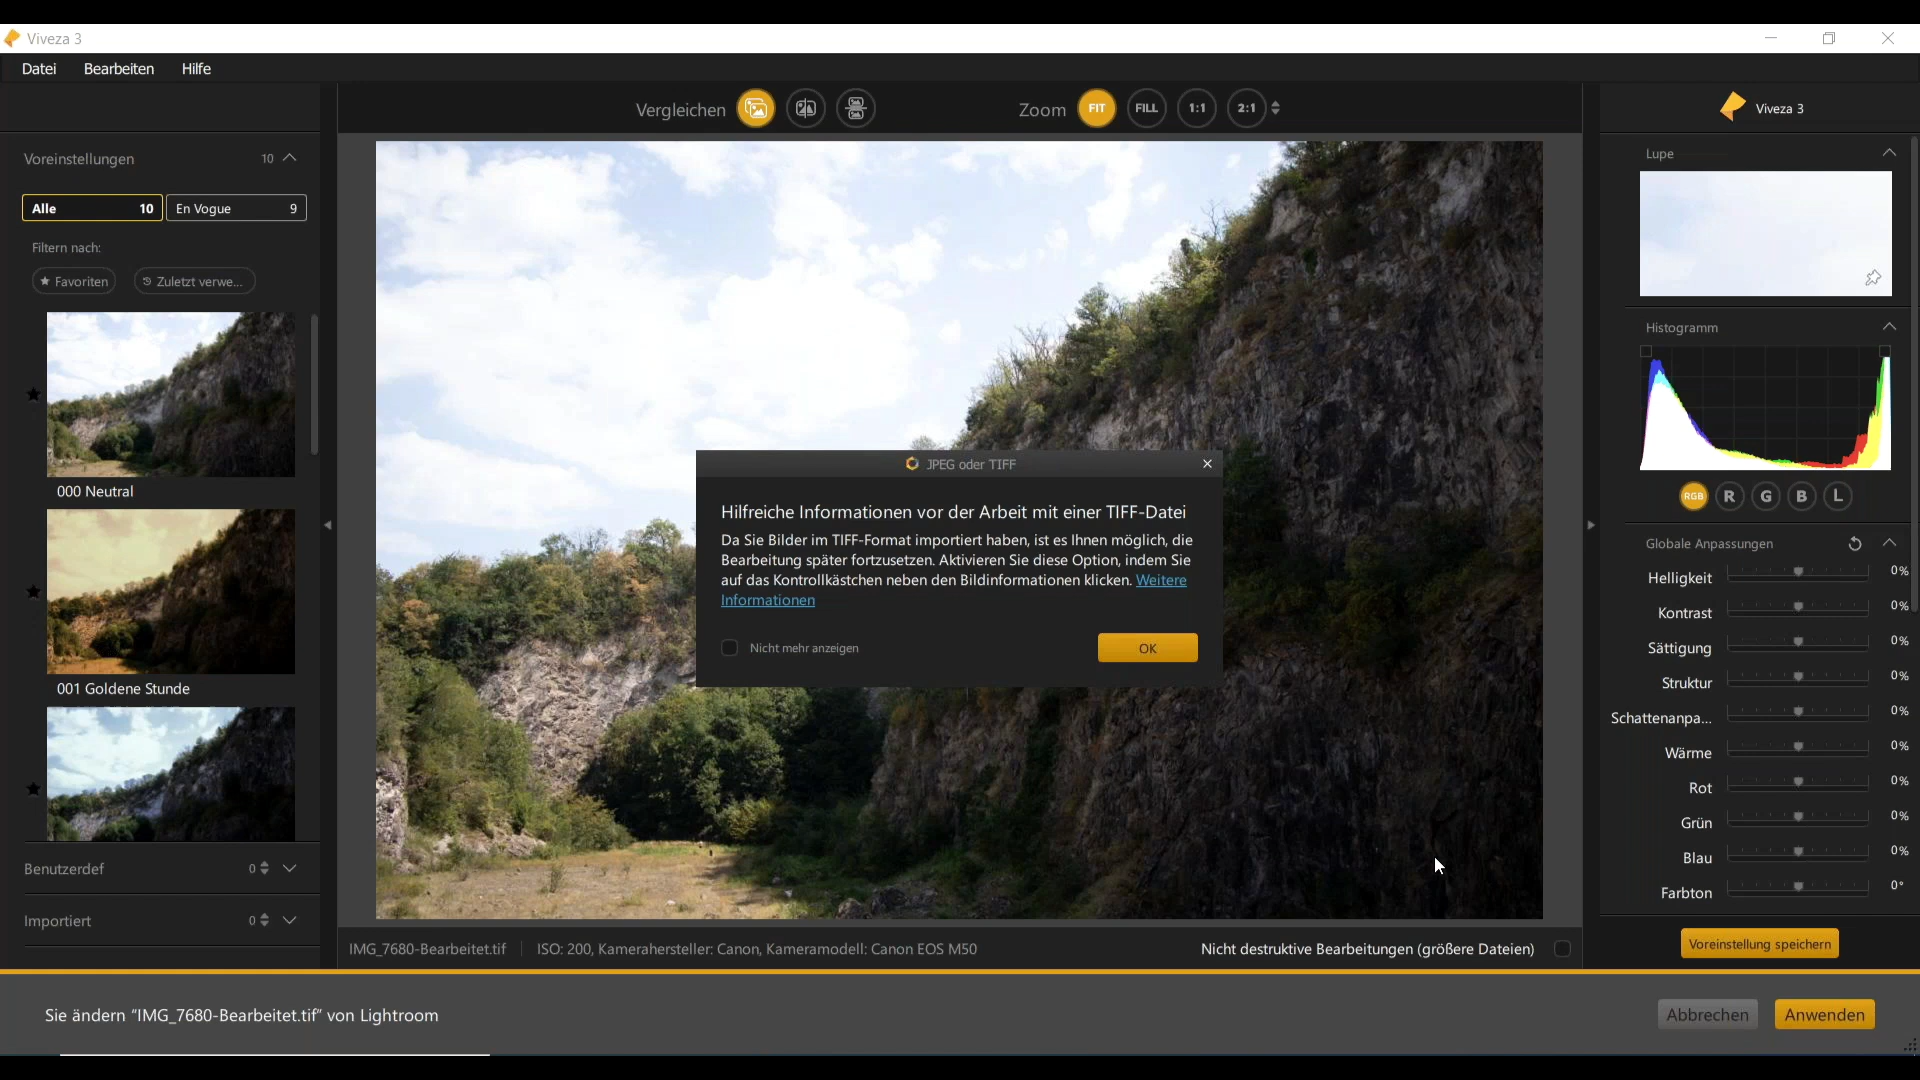 Viveza 3
Datei Bearbeiten Hilfe
Vergleichen Zoom FIT FILL 1:1 2:1
Viveza 3
Voreinstellungen 10
Alle 10 En Vogue 9
Filtern nach:
Favoriten Zuletzt verwe...
000 Neutral
001 Goldene Stunde
Benutzerdef 0
Importiert 0
JPEG oder TIFF
Hilfreiche Informationen vor der Arbeit mit einer TIFF-Datei
Da Sie Bilder im TIFF-Format importiert haben, ist es Ihnen möglich, die
Bearbeitung später fortzusetzen. Aktivieren Sie diese Option, indem Sie
auf das Kontrollkästchen neben den Bildinformationen klicken. Weitere
Informationen
Nicht mehr anzeigen OK
IMG_7680-Bearbeitet.tif ISO: 200, Kamerahersteller: Canon, Kameramodell: Canon EOS M50 Nicht destruktive Bearbeitungen (größere Dateien)
Lupe
Histogramm
RGB R G B L
Globale Anpassungen
Helligkeit 0%
Kontrast 0%
Sättigung 0%
Struktur 0%
Schattenanpa... 0%
Wärme 0%
Rot 0%
Grün 0%
Blau 0%
Farbton 0°
Voreinstellung speichern
Sie ändern "IMG_7680-Bearbeitet.tif" von Lightroom Abbrechen Anwenden